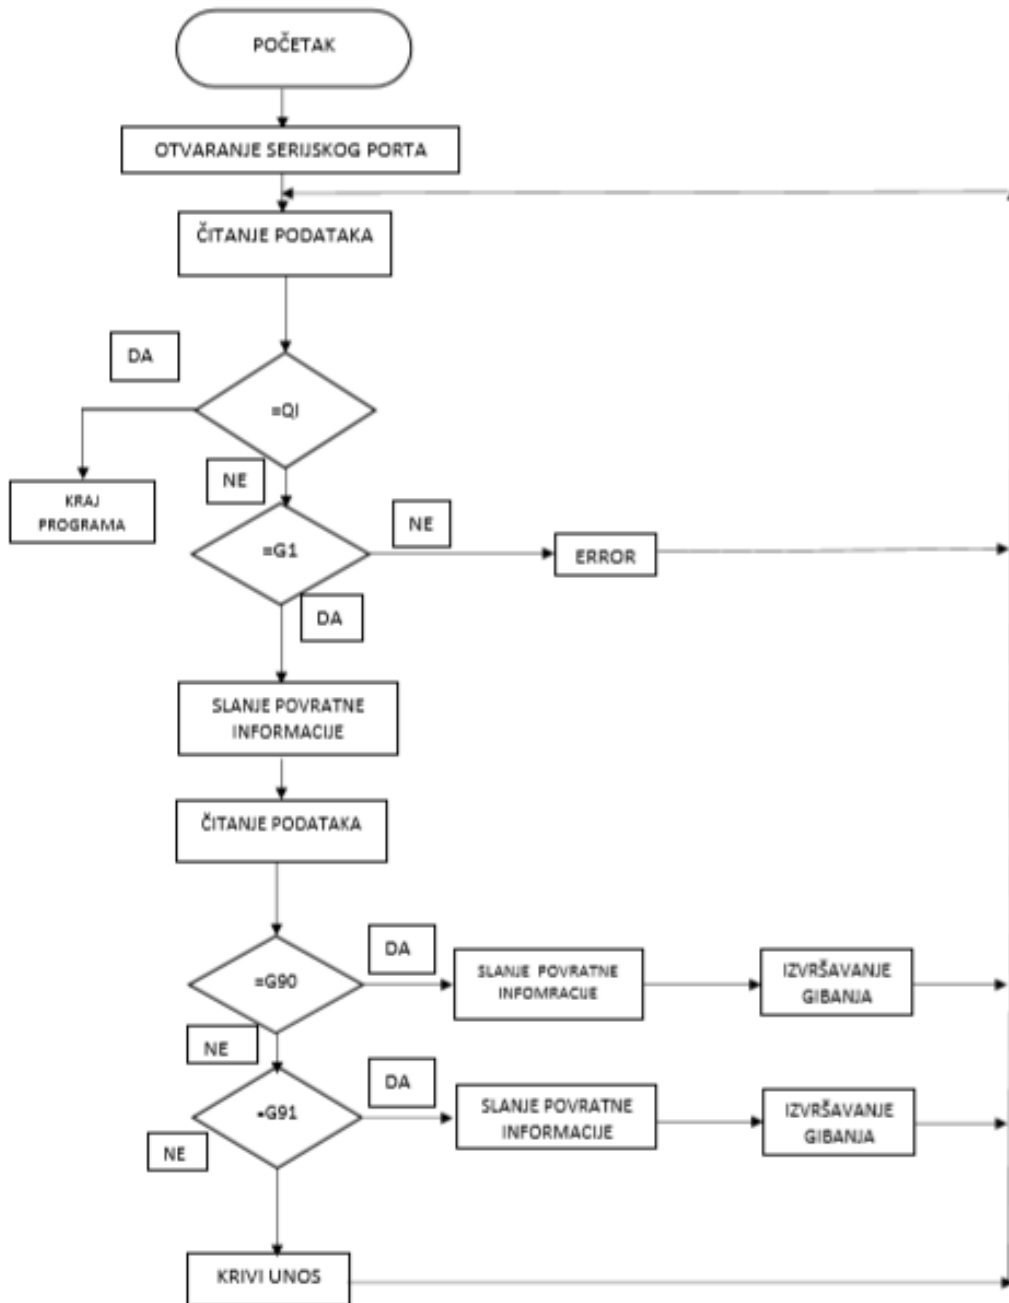 POČETAK
OTVARANJE SERIJSKOG PORTA
ČITANJE PODATAKA
DA
=QI
NE
KRAJ
PROGRAMA
NE
=G1
ERROR
DA
SLANJE POVRATNE
INFORMACIJE
ČITANJE PODATAKA
DA
=G90
SLANJE POVRATNE
INFOMRACIJE
IZVRŠAVANJE
GIBANJA
NE
DA
=G91
SLANJE POVRATNE
INFORMACIJE
IZVRŠAVANJE
GIBANJA
NE
KRIVI UNOS